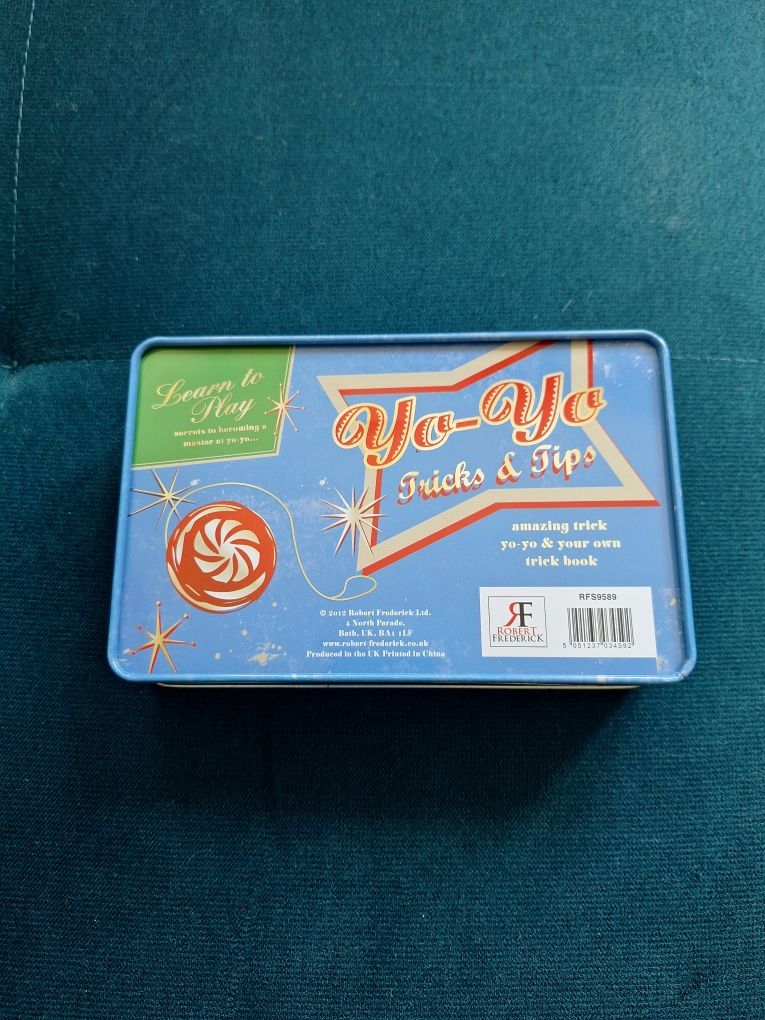 Learn to
Play
secrets to becoming a
master at yo-yo...
Yo-Yo
Tricks & Tips
amazing trick
yo-yo & your own
trick book
© 2012 Robert Frederick Ltd.
4 North Parade,
Bath, UK, BA1 1LF
www.robert-frederick.co.uk
Produced in the UK Printed in China
RF
ROBERT
FREDERICK
RFS9589
5 051237 034592